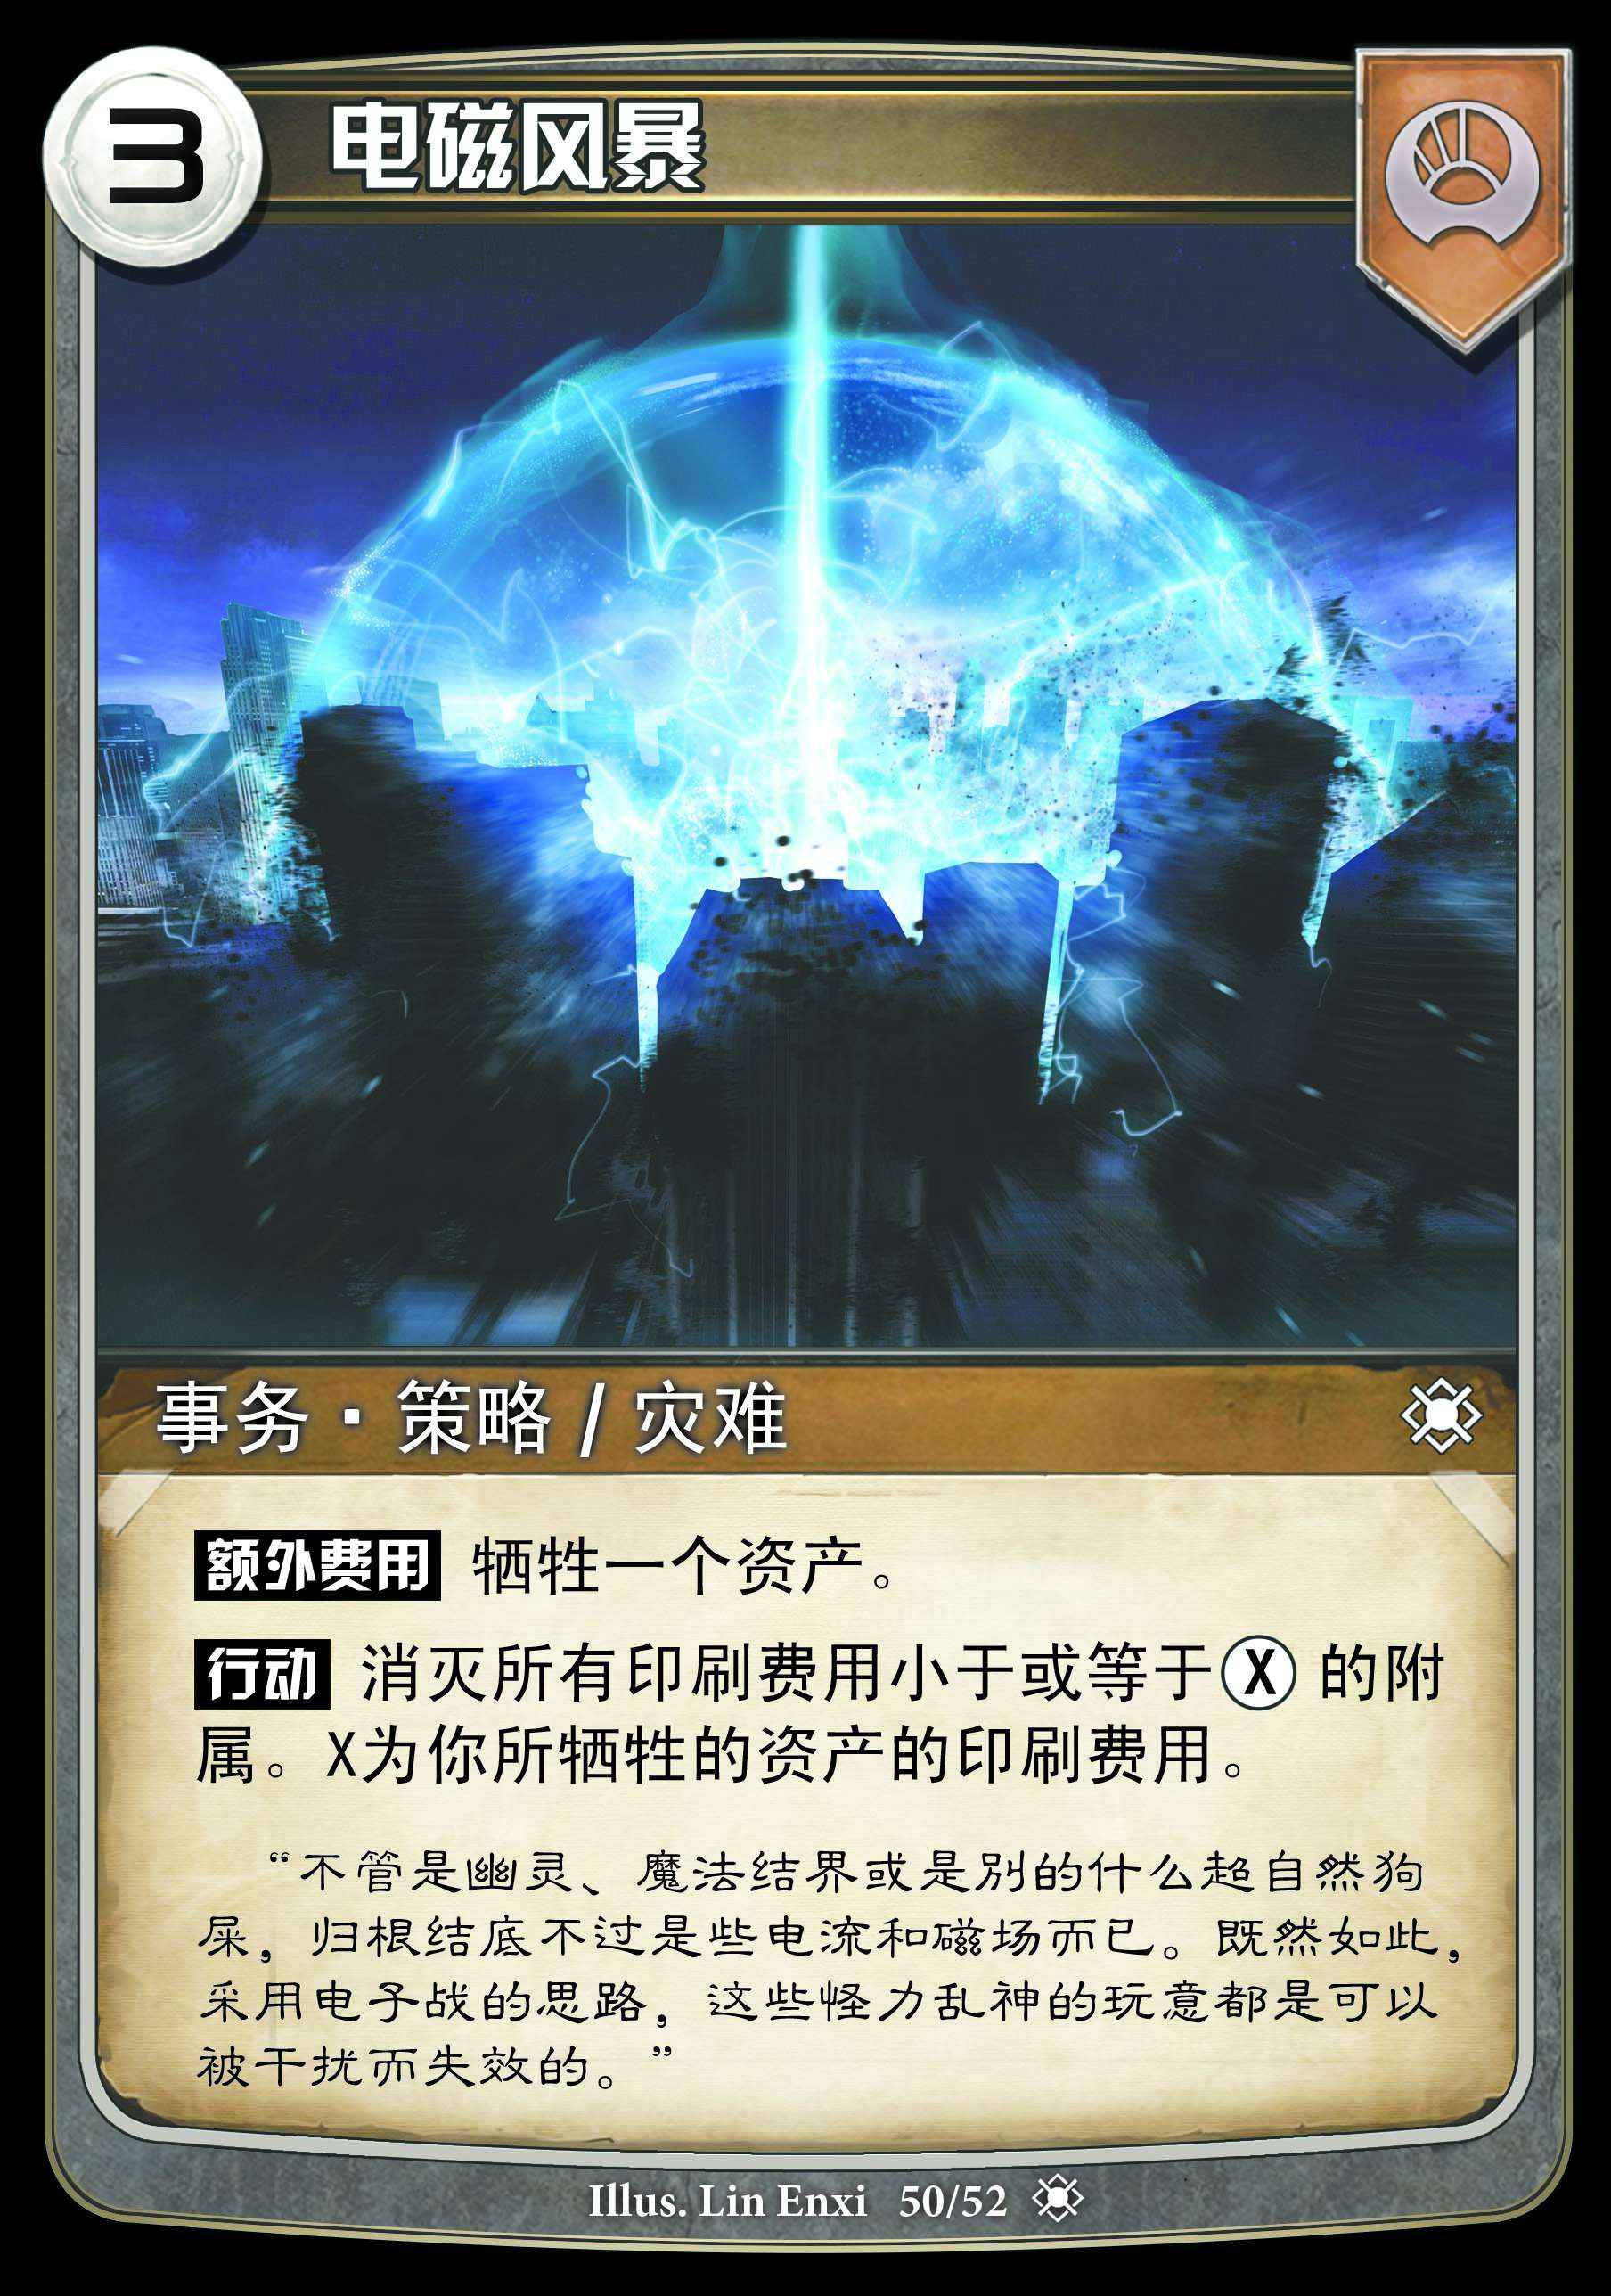 3
电磁风暴
事务·策略 / 灾难
额外费用 牺牲一个资产。
行动 消灭所有印刷费用小于或等于X的附
属。X为你所牺牲的资产的印刷费用。
“不管是幽灵、魔法结界或是别的什么超自然狗
屎，归根结底不过是些电流和磁场而已。既然如此，
采用电子战的思路，这些怪力乱神的玩意都是可以
被干扰而失效的。”
Illus. Lin Enxi 50/52